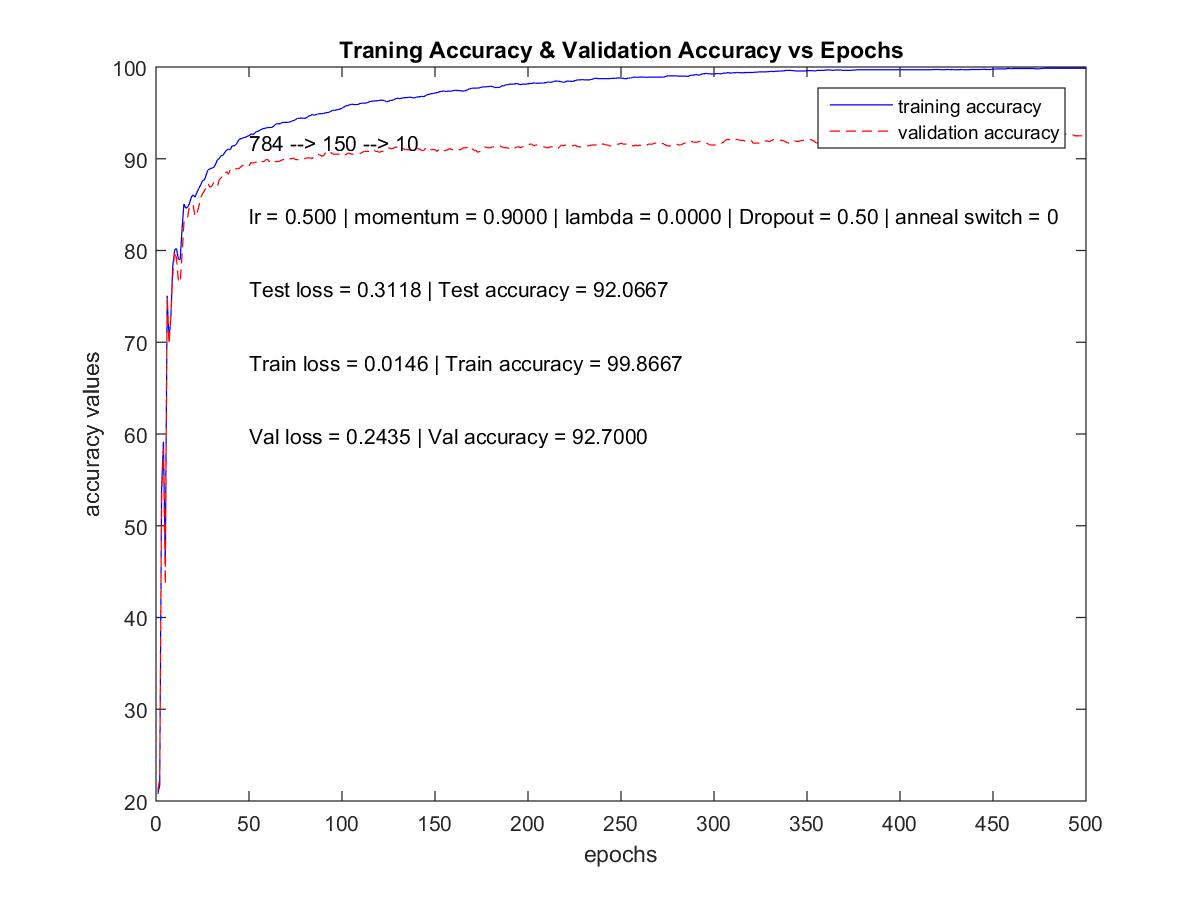 Traning Accuracy & Validation Accuracy vs Epochs
100
90
80
70
60
50
40
30
20
accuracy values
training accuracy
validation accuracy
784 --> 150 --> 10
lr = 0.500 | momentum = 0.9000 | lambda = 0.0000 | Dropout = 0.50 | anneal switch = 0
Test loss = 0.3118 | Test accuracy = 92.0667
Train loss = 0.0146 | Train accuracy = 99.8667
Val loss = 0.2435 | Val accuracy = 92.7000
0 50 100 150 200 250 300 350 400 450 500
epochs